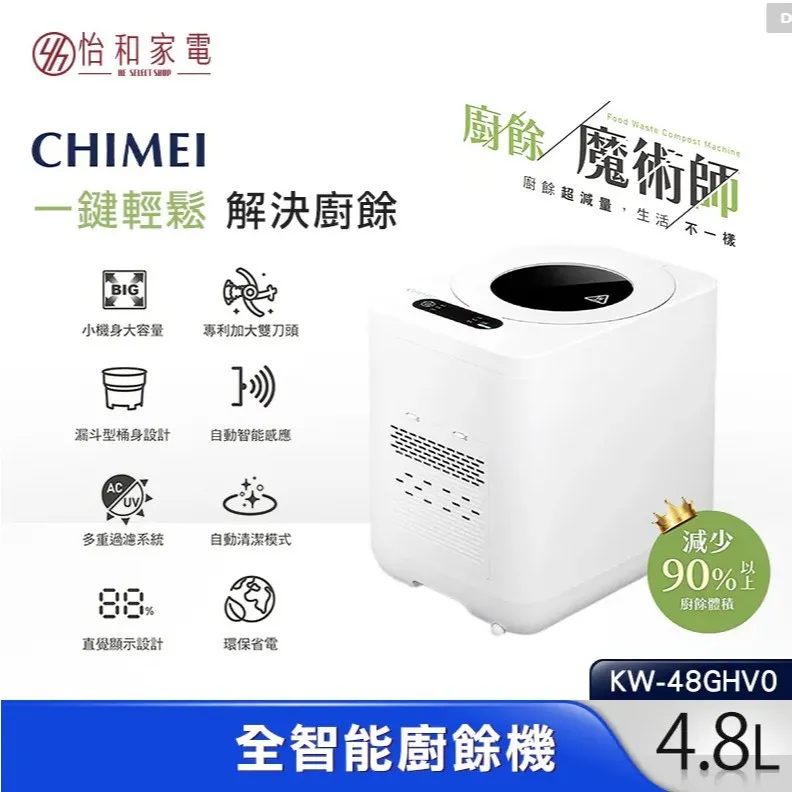 D
怡和家電
HE SELECT SHOP
CHIMEI
一鍵輕鬆 解決廚餘
Food Waste Compost Machine
廚餘魔術師
廚餘超減量，生活不一樣
BIG
小機身大容量
專利加大雙刀頭
漏斗型桶身設計
自動智能感應
AC
UV
多重過濾系統
自動清潔模式
88%
直覺顯示設計
環保省電
減少
90%以上
廚餘體積
KW-48GHV0
全智能廚餘機
4.8L